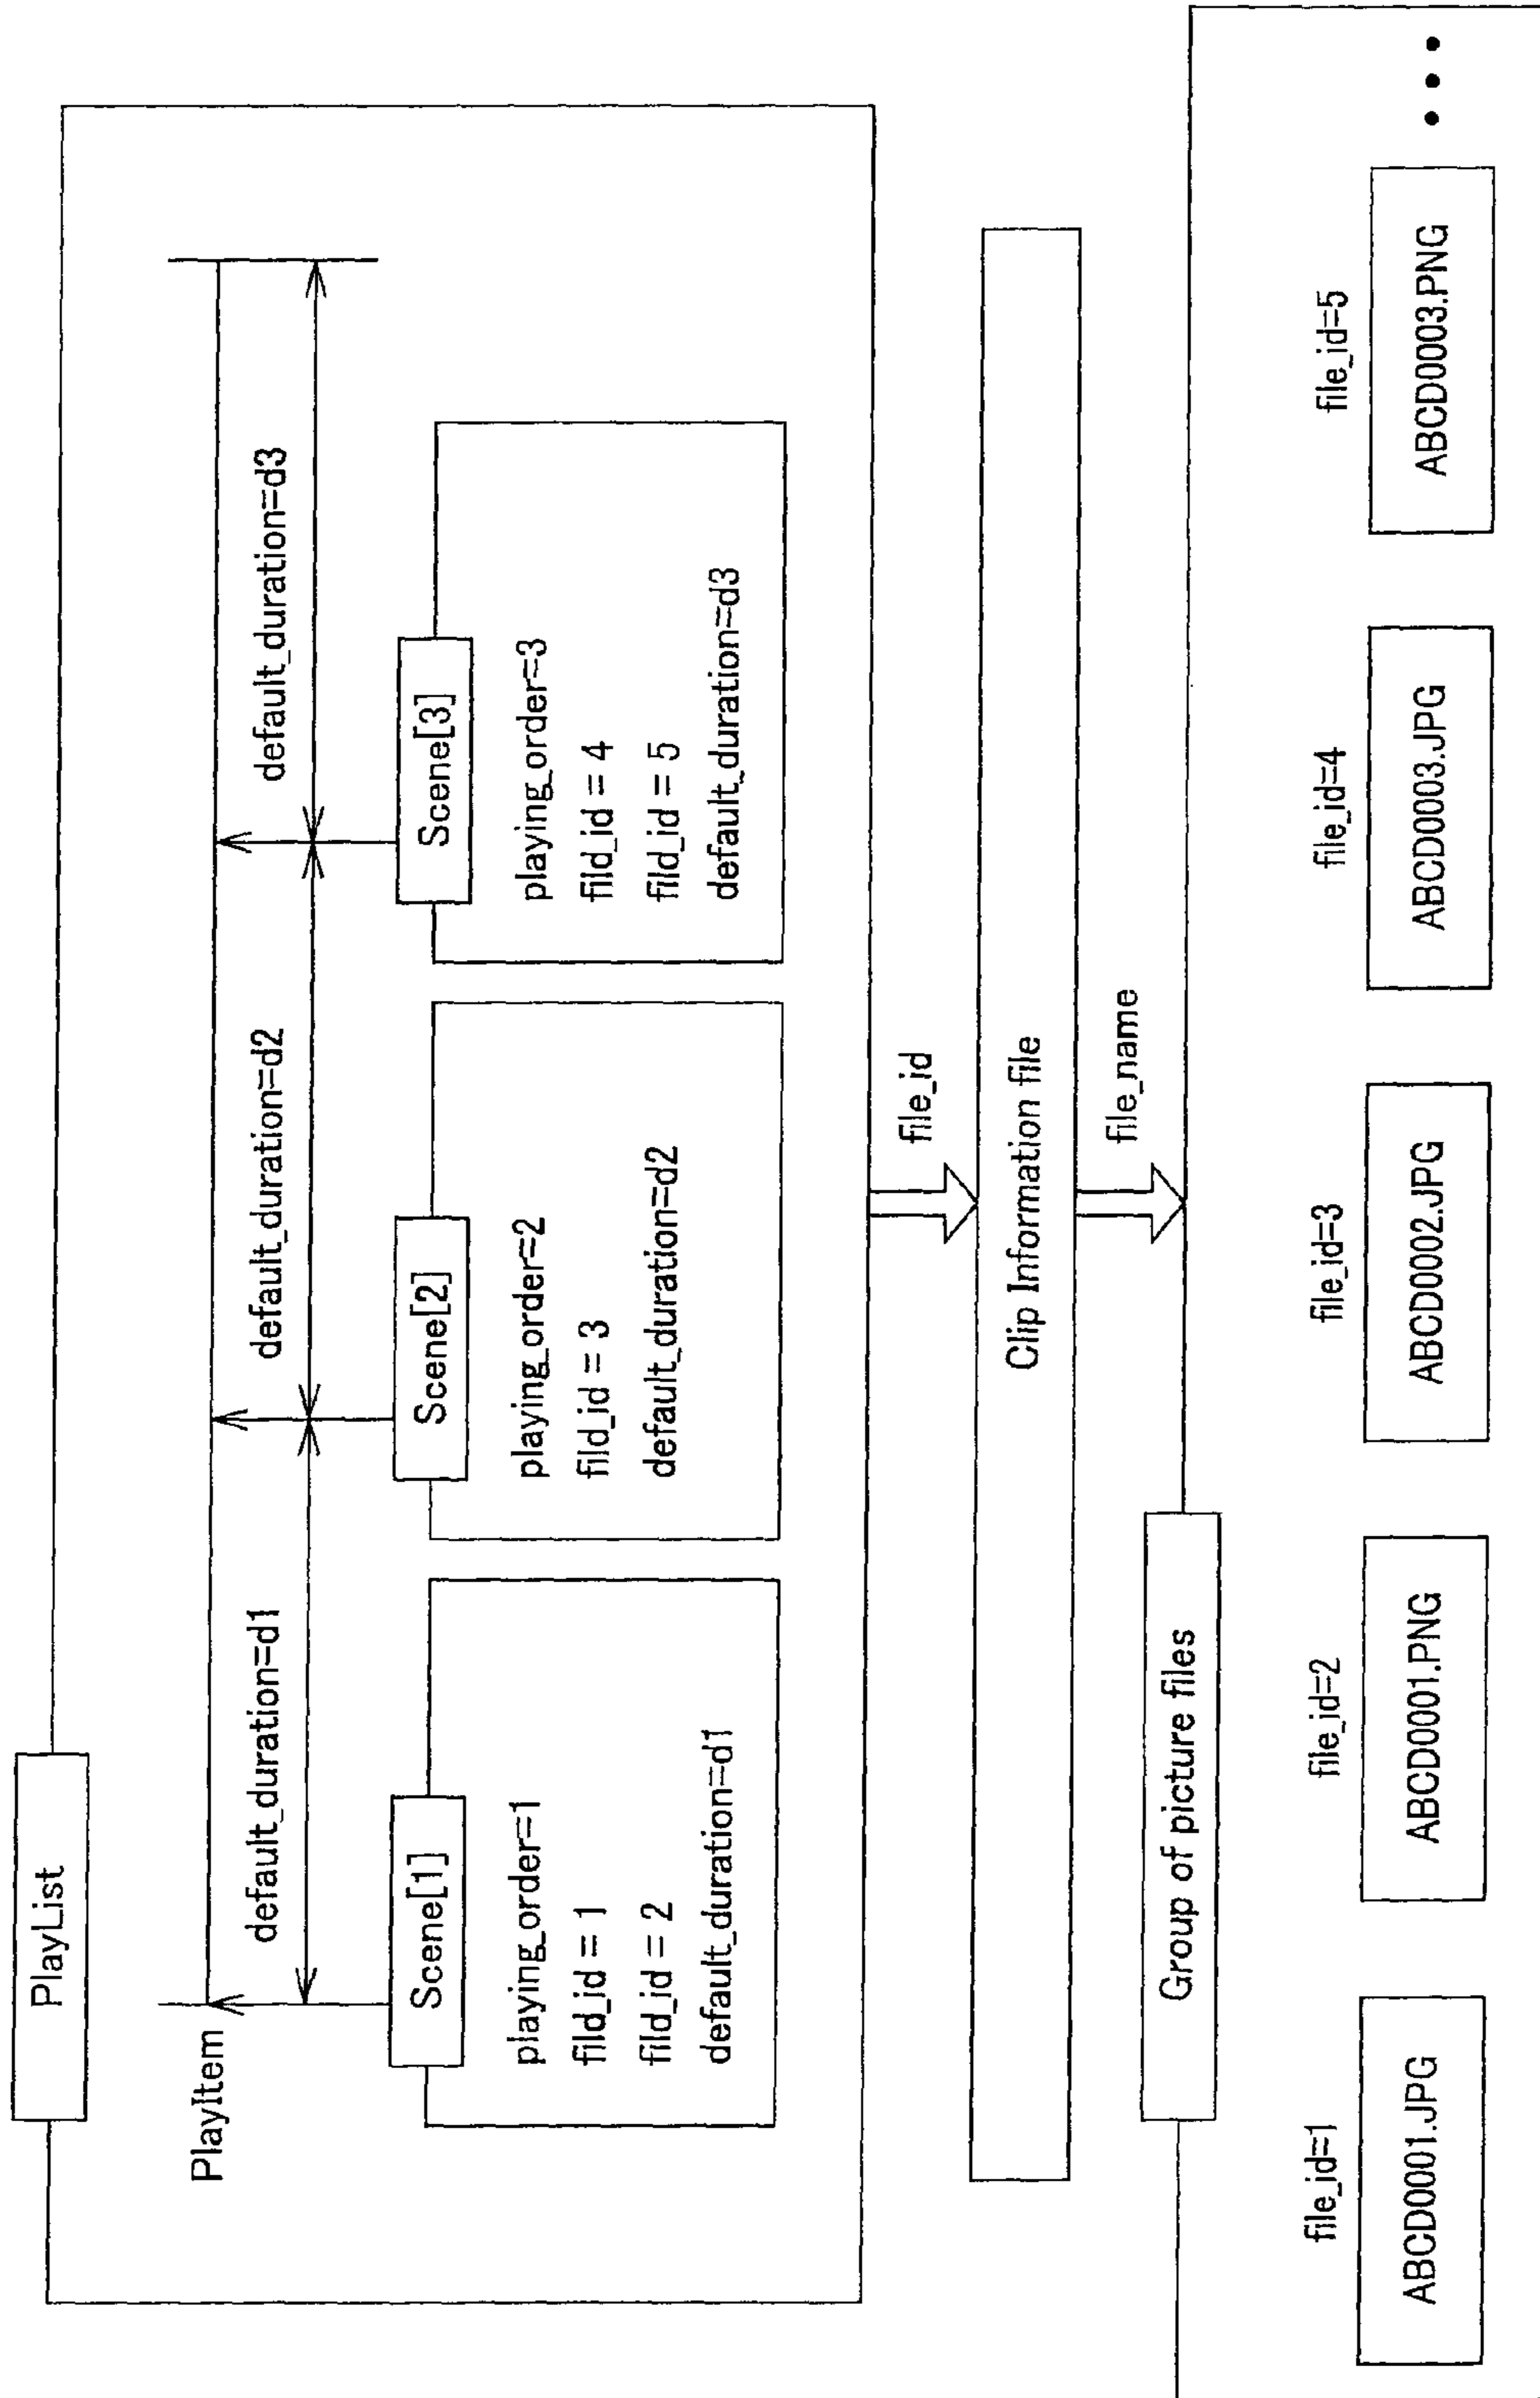 PlayList
PlayItem
default_duration=d1
default_duration=d2
default_duration=d3
Scene[1]
playing_order=1
fild_id = 1
fild_id = 2
default_duration=d1
Scene[2]
playing_order=2
fild_id = 3
default_duration=d2
Scene[3]
playing_order=3
fild_id = 4
fild_id = 5
default_duration=d3
file_id
Clip Information file
file_name
Group of picture files
file_id=1
ABCD0001.JPG
file_id=2
ABCD0001.PNG
file_id=3
ABCD0002.JPG
file_id=4
ABCD0003.JPG
file_id=5
ABCD0003.PNG
• • •